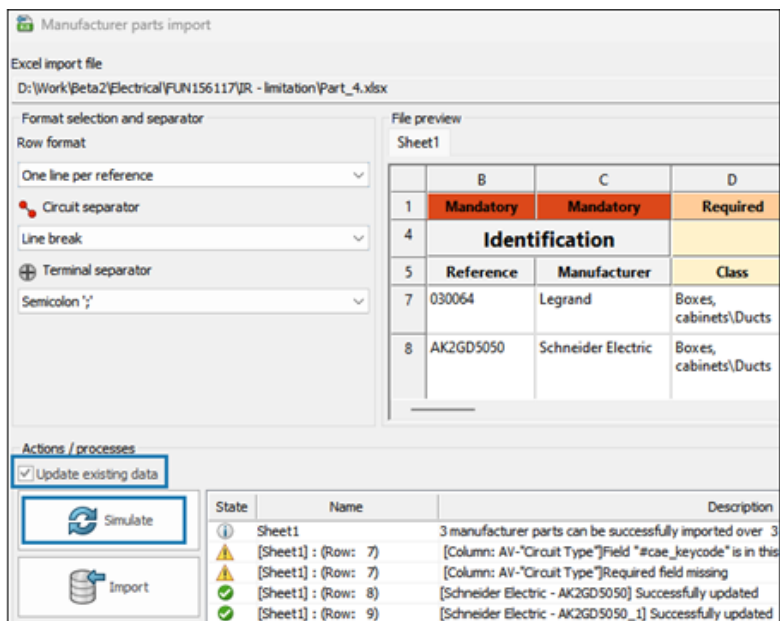 Manufacturer parts import
Excel import file
D:\Work\Beta2\Electrical\FUN156117\IR - limitation\Part_4.xlsx
Format selection and separator
Row format
One line per reference
Circuit separator
Line break
Terminal separator
Semicolon ';'
File preview
Sheet1
B C D
1 Mandatory Mandatory Required
4 Identification
5 Reference Manufacturer Class
7 030064 Legrand Boxes,
cabinets\Ducts
8 AK2GD5050 Schneider Electric Boxes,
cabinets\Ducts
Actions / processes
Update existing data
Simulate
Import
State Name Description
Sheet1 3 manufacturer parts can be successfully imported over 3
[Sheet1] : (Row: 7) [Column: AV-"Circuit Type"]Field "#cae_keycode" is in this
[Sheet1] : (Row: 7) [Column: AV-"Circuit Type"]Required field missing
[Sheet1] : (Row: 8) [Schneider Electric - AK2GD5050] Successfully updated
[Sheet1] : (Row: 9) [Schneider Electric - AK2GD5050_1] Successfully updated